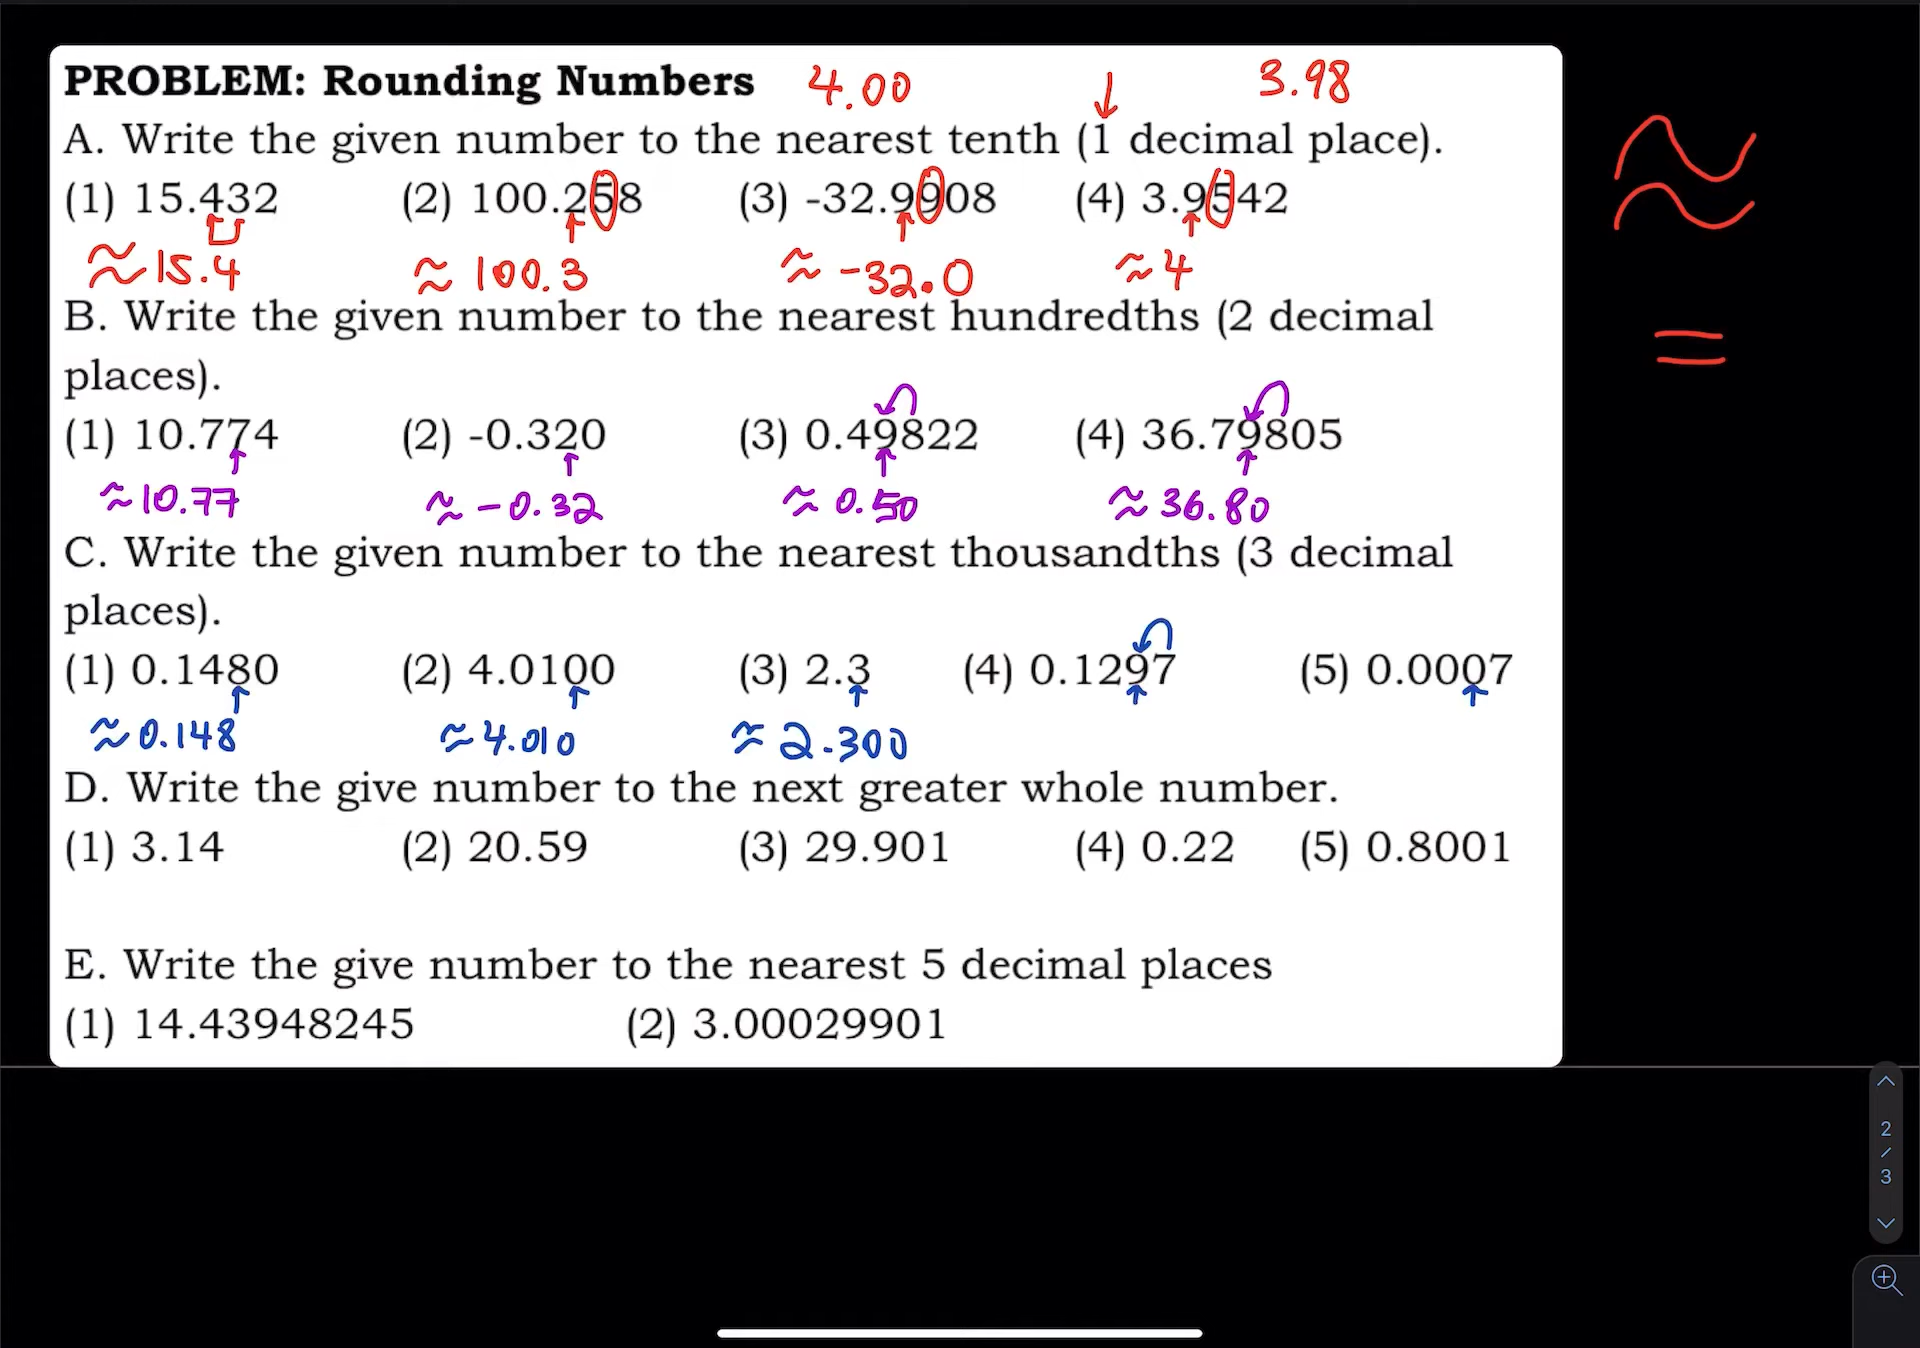 PROBLEM: Rounding Numbers 4.00 ↓ 3.98
A. Write the given number to the nearest tenth (1 decimal place).
(1) 15.432 (2) 100.258 (3) -32.9908 (4) 3.9542
≈ 15.4 ≈ 100.3 ≈ -32.0 ≈ 4
≈
=
B. Write the given number to the nearest hundredths (2 decimal
places).
(1) 10.774 (2) -0.320 (3) 0.49822 (4) 36.79805
≈ 10.77 ≈ -0.32 ≈ 0.50 ≈ 36.80
C. Write the given number to the nearest thousandths (3 decimal
places).
(1) 0.1480 (2) 4.0100 (3) 2.3 (4) 0.1297 (5) 0.0007
≈ 0.148 ≈ 4.010 ≈ 2.300
D. Write the give number to the next greater whole number.
(1) 3.14 (2) 20.59 (3) 29.901 (4) 0.22 (5) 0.8001
E. Write the give number to the nearest 5 decimal places
(1) 14.43948245 (2) 3.00029901
2
/
3